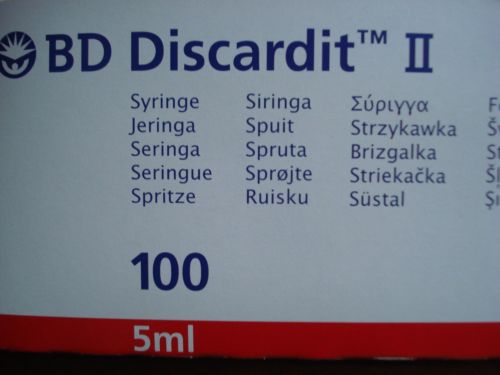 BD Discardit™ II
Syringe Siringa Σύριγγα
Jeringa Spuit Strzykawka
Seringa Spruta Brizgalka
Seringue Sprøjte Striekačka
Spritze Ruisku Süstal
100
5ml